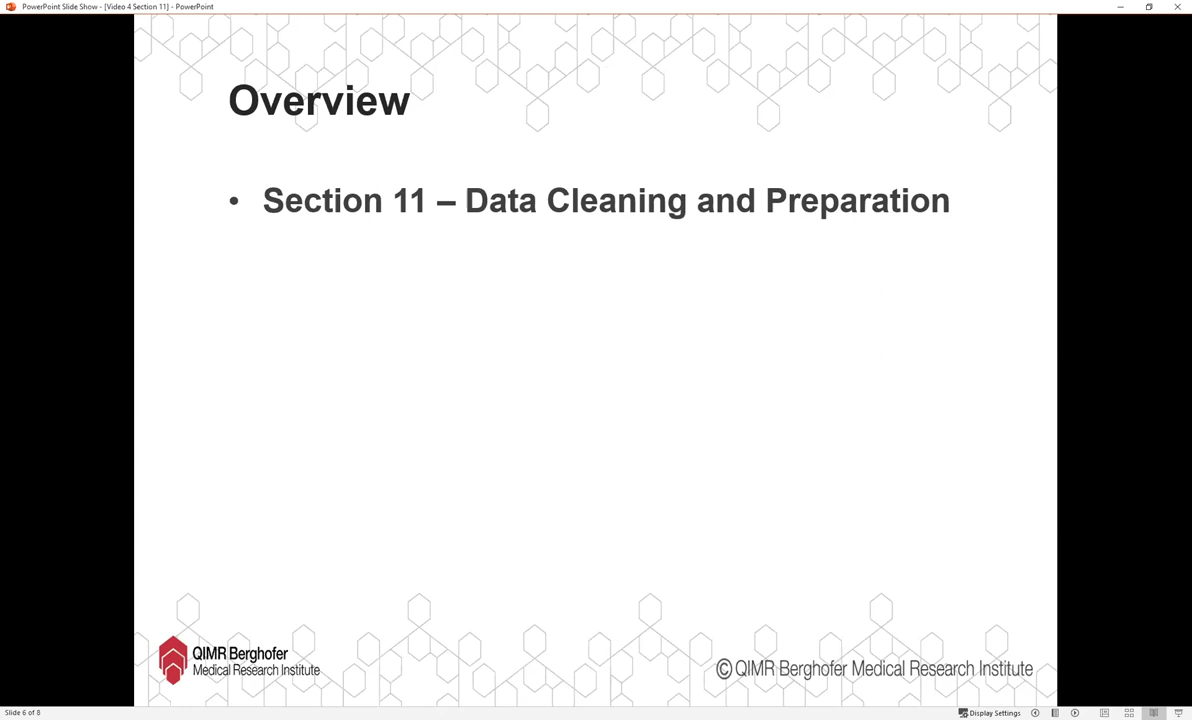 PowerPoint Slide Show - [Video 4 Section 11] - PowerPoint
Overview
• Section 11 – Data Cleaning and Preparation
QIMR Berghofer
Medical Research Institute
© QIMR Berghofer Medical Research Institute
Slide 6 of 8
Display Settings